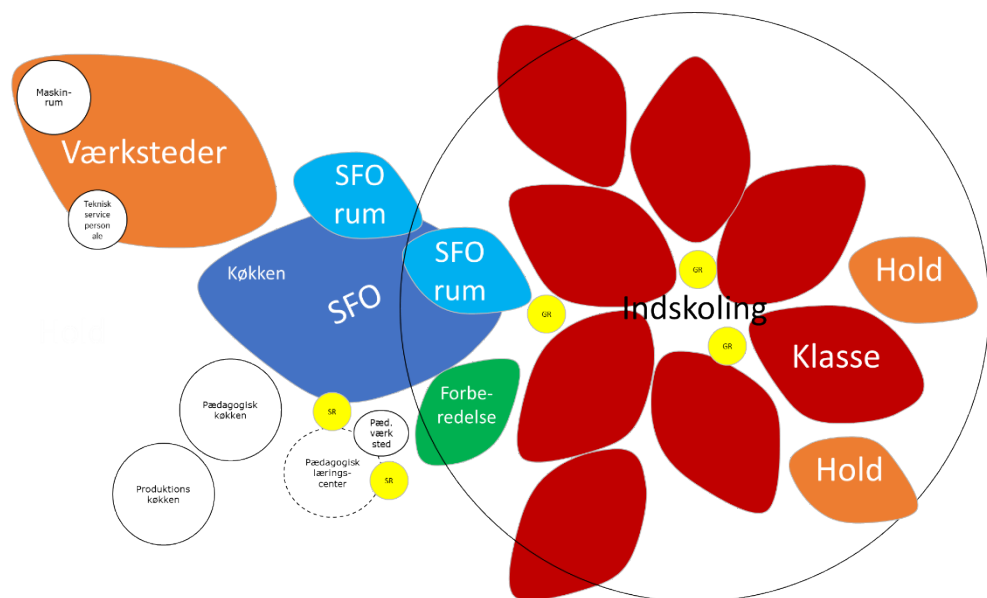 Maskin-
rum
Værksteder
Teknisk
service
person
ale
SFO
rum
SFO
rum
Køkken
SFO
GR
GR
Indskoling
GR
Hold
Klasse
Hold
Forbe-
redelse
Pædagogisk
køkken
SR
Pæd.
værk
sted
Pædagogisk
lærings-
center
SR
Produktions
køkken